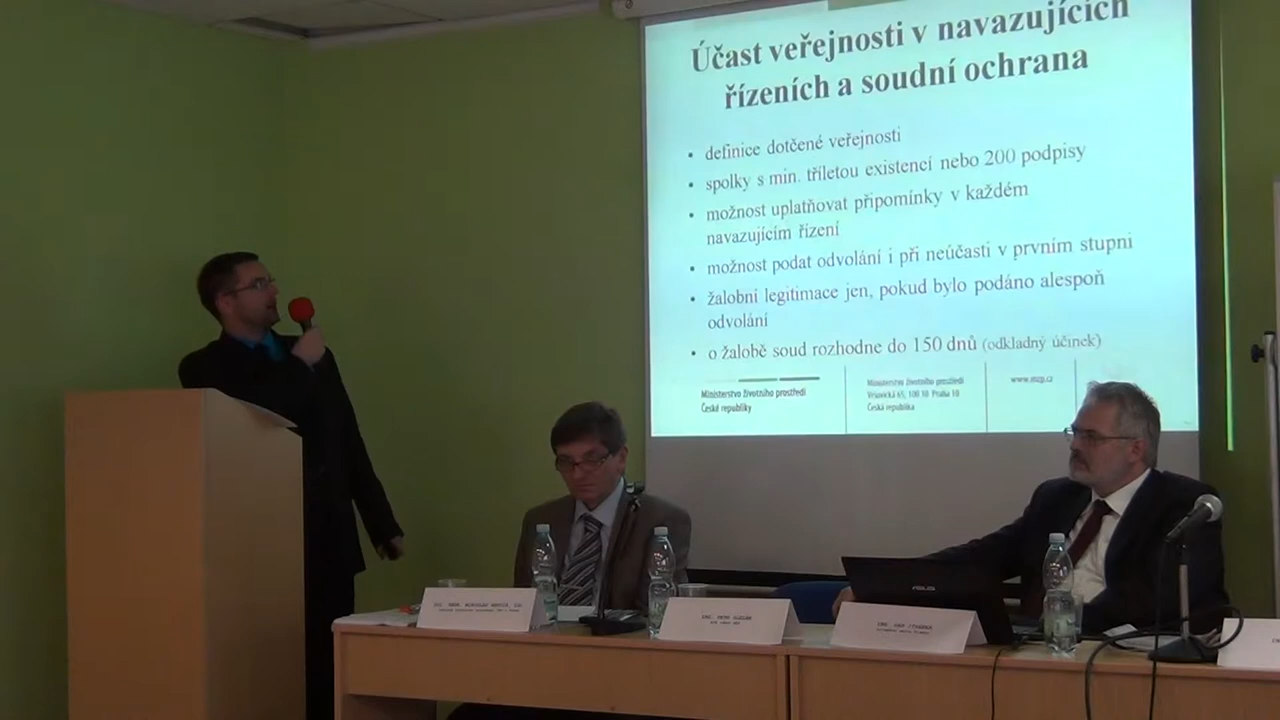 Účast veřejnosti v navazujících
řízeních a soudní ochrana
• definice dotčené veřejnosti
• spolky s min. tříletou existencí nebo 200 podpisy
• možnost uplatňovat připomínky v každém
navazujícím řízení
• možnost podat odvolání i při neúčasti v prvním stupni
• žalobní legitimace jen, pokud bylo podáno alespoň
odvolání
• o žalobě soud rozhodne do 150 dnů (odkladný účinek)
Ministerstvo životního prostředí
České republiky
Ministerstvo životního prostředí
Vršovická 65, 100 10 Praha 10
Česká republika
www.mzp.cz
ASUS